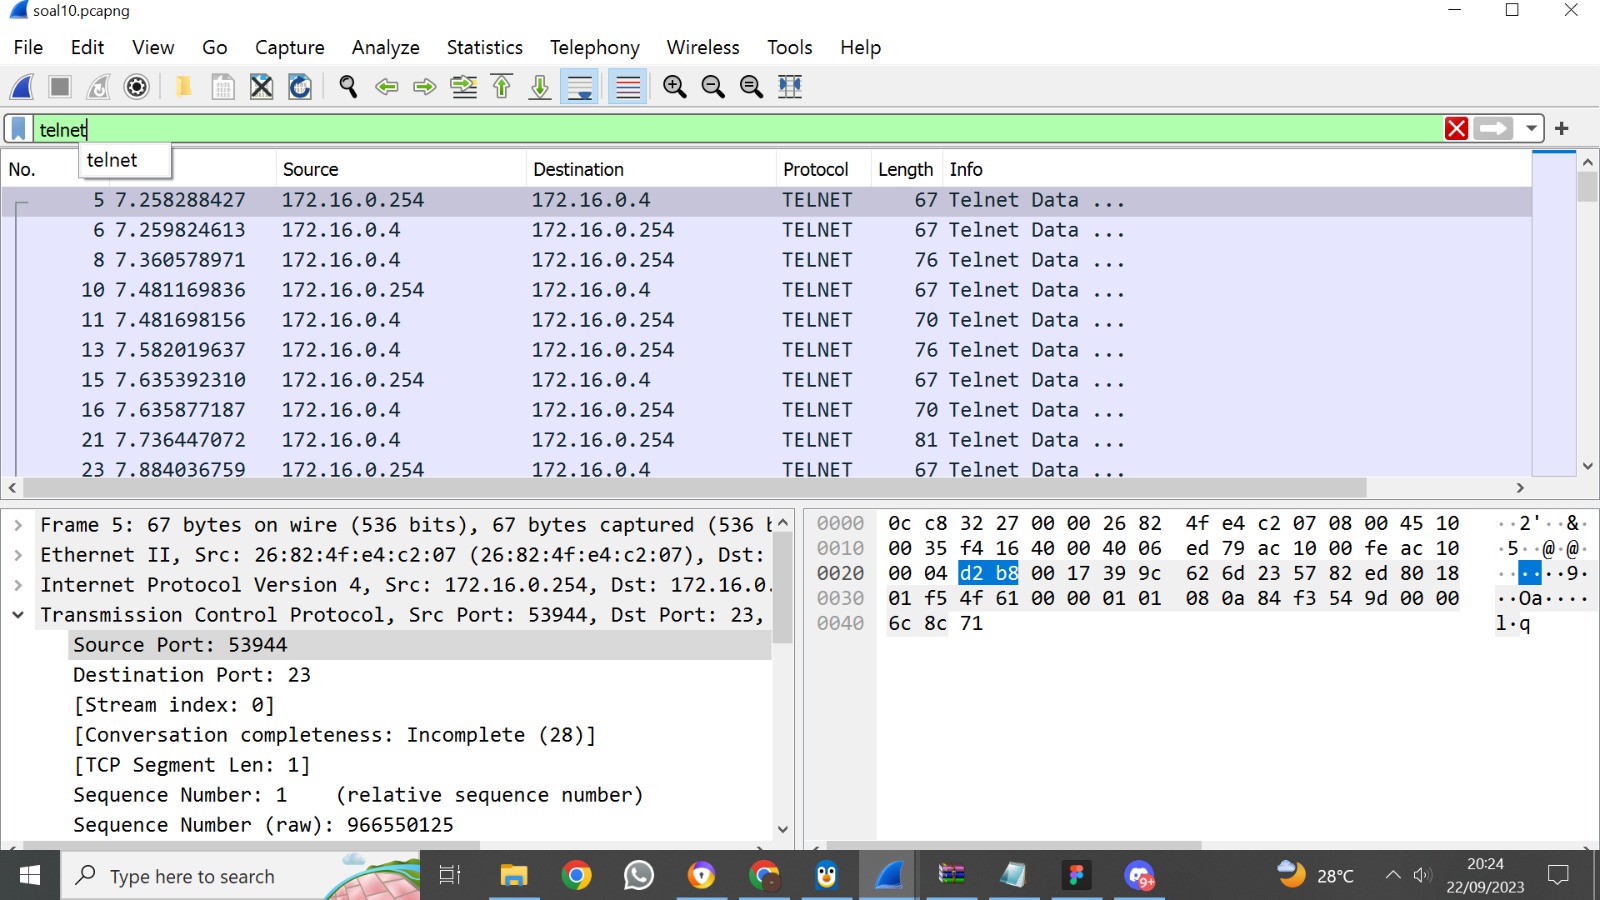 soal10.pcapng
File Edit View Go Capture Analyze Statistics Telephony Wireless Tools Help
telnet
telnet
No. Source Destination Protocol Length Info
5 7.258288427 172.16.0.254 172.16.0.4 TELNET 67 Telnet Data ...
6 7.259824613 172.16.0.4 172.16.0.254 TELNET 67 Telnet Data ...
8 7.360578971 172.16.0.4 172.16.0.254 TELNET 76 Telnet Data ...
10 7.481169836 172.16.0.254 172.16.0.4 TELNET 67 Telnet Data ...
11 7.481698156 172.16.0.4 172.16.0.254 TELNET 70 Telnet Data ...
13 7.582019637 172.16.0.4 172.16.0.254 TELNET 76 Telnet Data ...
15 7.635392310 172.16.0.254 172.16.0.4 TELNET 67 Telnet Data ...
16 7.635877187 172.16.0.4 172.16.0.254 TELNET 70 Telnet Data ...
21 7.736447072 172.16.0.4 172.16.0.254 TELNET 81 Telnet Data ...
23 7.884036759 172.16.0.254 172.16.0.4 TELNET 67 Telnet Data ...
Frame 5: 67 bytes on wire (536 bits), 67 bytes captured (536 b
Ethernet II, Src: 26:82:4f:e4:c2:07 (26:82:4f:e4:c2:07), Dst:
Internet Protocol Version 4, Src: 172.16.0.254, Dst: 172.16.0.
Transmission Control Protocol, Src Port: 53944, Dst Port: 23,
Source Port: 53944
Destination Port: 23
[Stream index: 0]
[Conversation completeness: Incomplete (28)]
[TCP Segment Len: 1]
Sequence Number: 1 (relative sequence number)
Sequence Number (raw): 966550125
0000 0c c8 32 27 00 00 26 82 4f e4 c2 07 08 00 45 10 ··2'··&·
0010 00 35 f4 16 40 00 40 06 ed 79 ac 10 00 fe ac 10 ·5··@·@·
0020 00 04 d2 b8 00 17 39 9c 62 6d 23 57 82 ed 80 18 ······9·
0030 01 f5 4f 61 00 00 01 01 08 0a 84 f3 54 9d 00 00 ··Oa····
0040 6c 8c 71 l·q
Type here to search
9+
28°C
20:24
22/09/2023